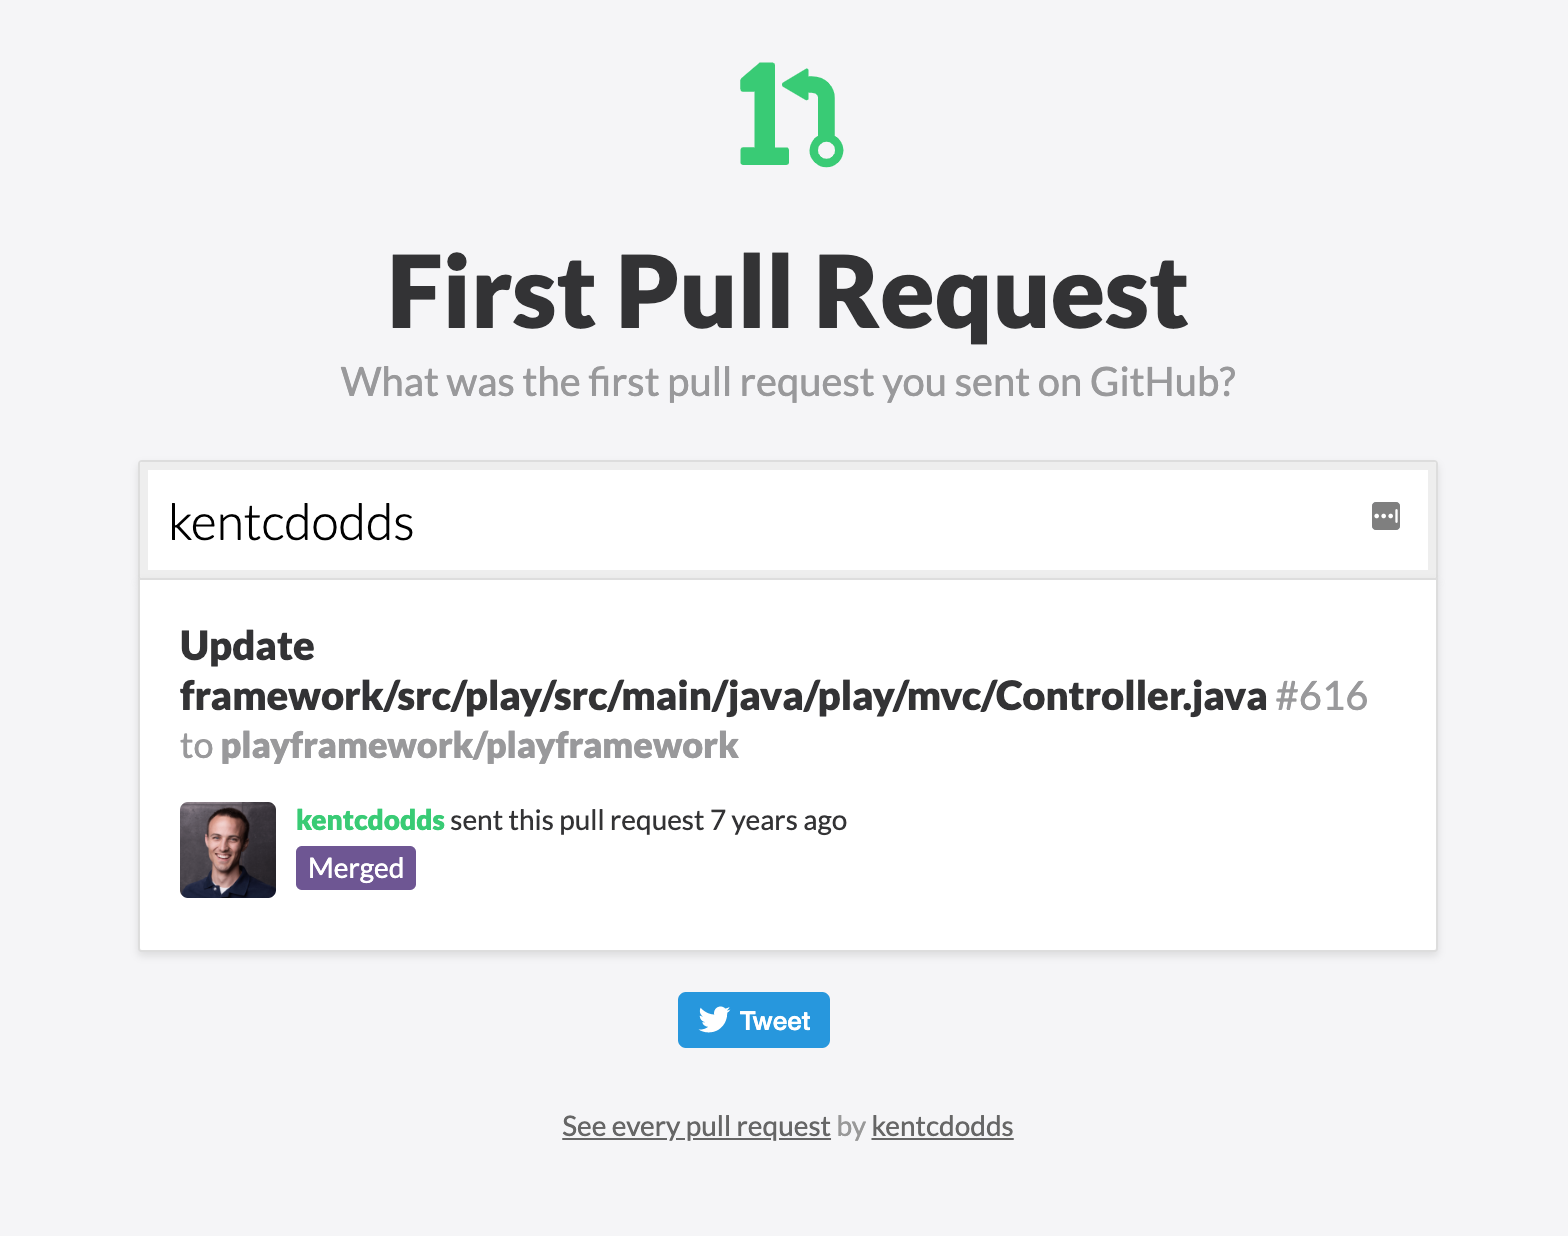 First Pull Request
What was the first pull request you sent on GitHub?
kentcdodds
Update
framework/src/play/src/main/java/play/mvc/Controller.java #616
to playframework/playframework
kentcdodds sent this pull request 7 years ago
Merged
Tweet
See every pull request by kentcdodds